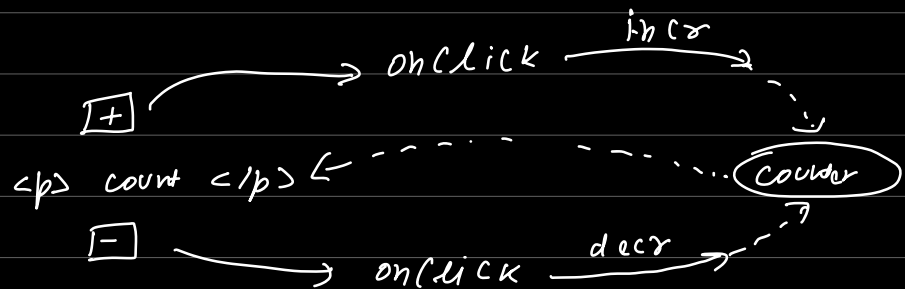 onClick incr
+
<p> count </p> counter
-
onClick decr